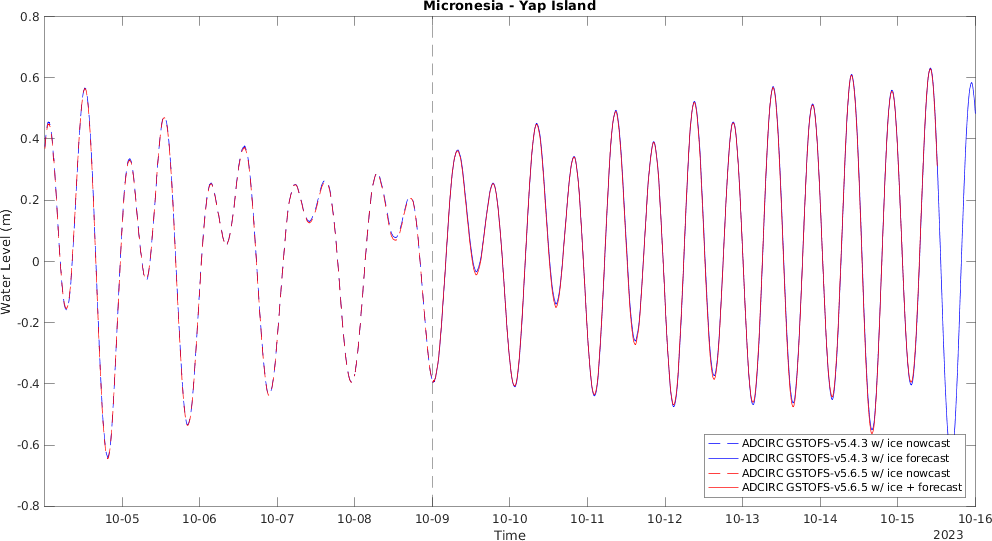 Micronesia - Yap Island
0.8
0.6
0.4
0.2
0
-0.2
-0.4
-0.6
-0.8
Water Level (m)
ADCIRC GSTOFS-v5.4.3 w/ ice nowcast
ADCIRC GSTOFS-v5.4.3 w/ ice forecast
ADCIRC GSTOFS-v5.6.5 w/ ice nowcast
ADCIRC GSTOFS-v5.6.5 w/ ice + forecast
10-05 10-06 10-07 10-08 10-09 10-10 10-11 10-12 10-13 10-14 10-15 10-16
Time
2023